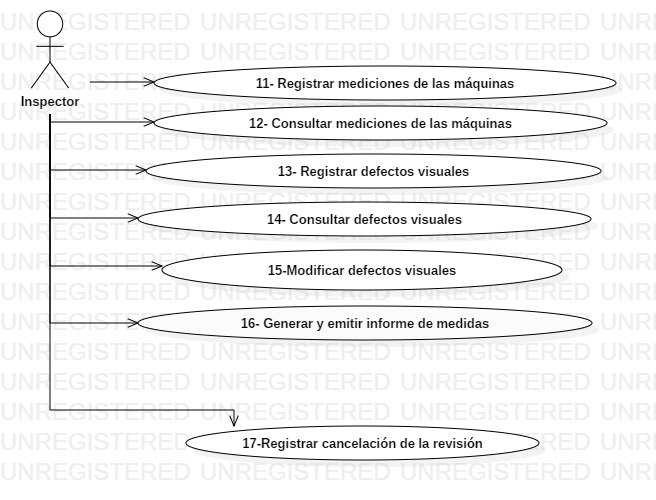 Inspector
11- Registrar mediciones de las máquinas
12- Consultar mediciones de las máquinas
13- Registrar defectos visuales
14- Consultar defectos visuales
15-Modificar defectos visuales
16- Generar y emitir informe de medidas
17-Registrar cancelación de la revisión
UNREGISTERED